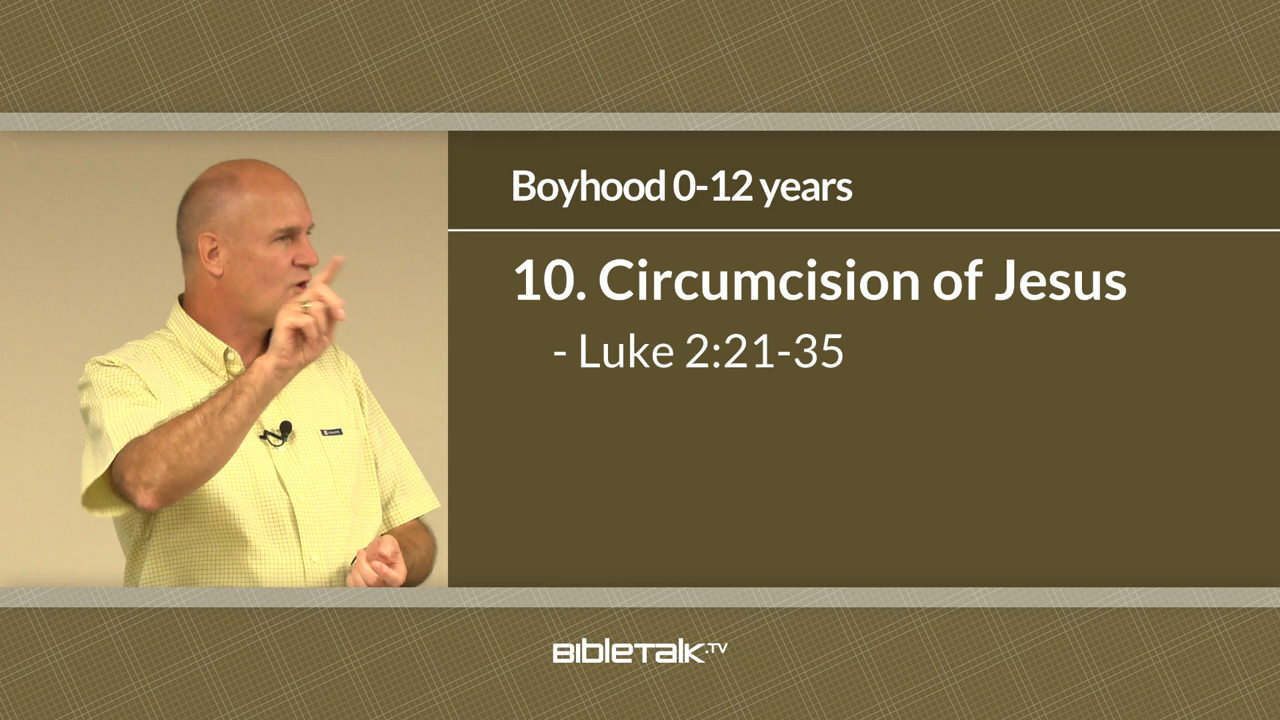 Boyhood 0-12 years
10. Circumcision of Jesus
- Luke 2:21-35
BIBLETALK.TV